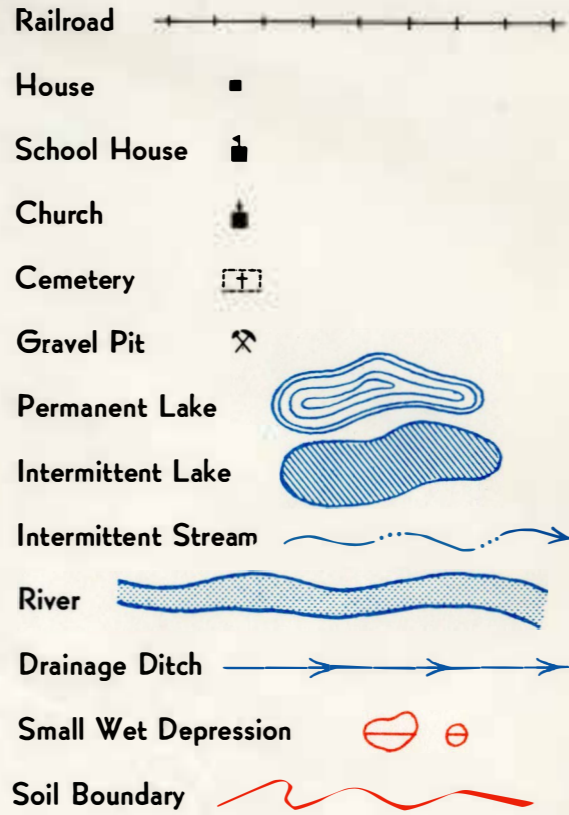 Railroad
House
School House
Church
Cemetery
Gravel Pit
Permanent Lake
Intermittent Lake
Intermittent Stream
River
Drainage Ditch
Small Wet Depression
Soil Boundary